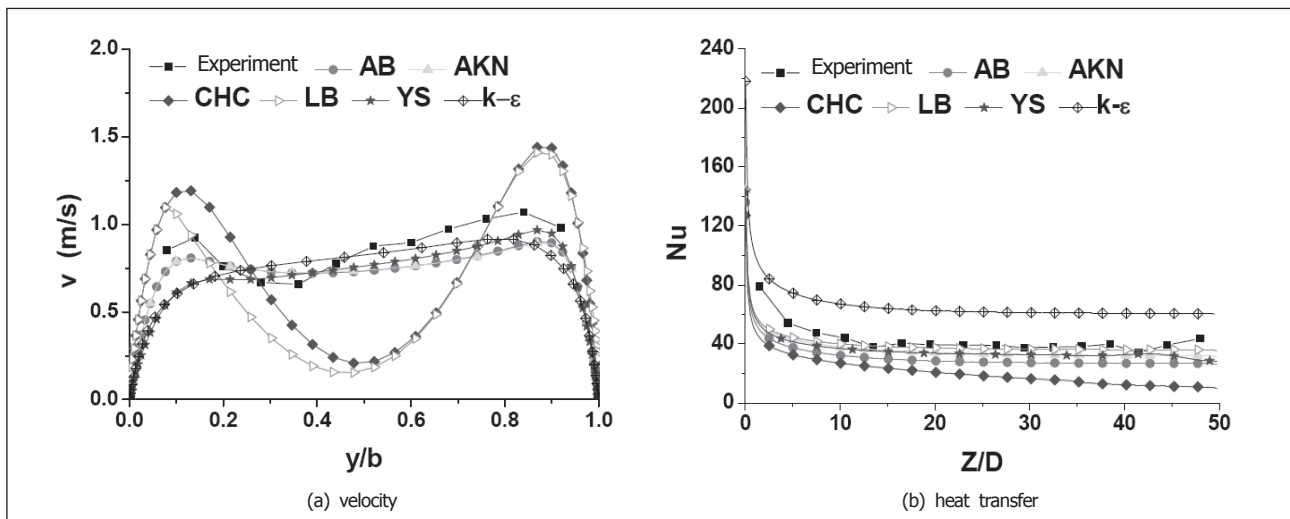 Experiment AB AKN
CHC LB YS k-ε
2.0
1.5
1.0
0.5
0.0
v (m/s)
0.0 0.2 0.4 0.6 0.8 1.0
y/b
(a) velocity
Experiment AB AKN
CHC LB YS k-ε
240
200
160
120
80
40
0
Nu
0 10 20 30 40 50
Z/D
(b) heat transfer